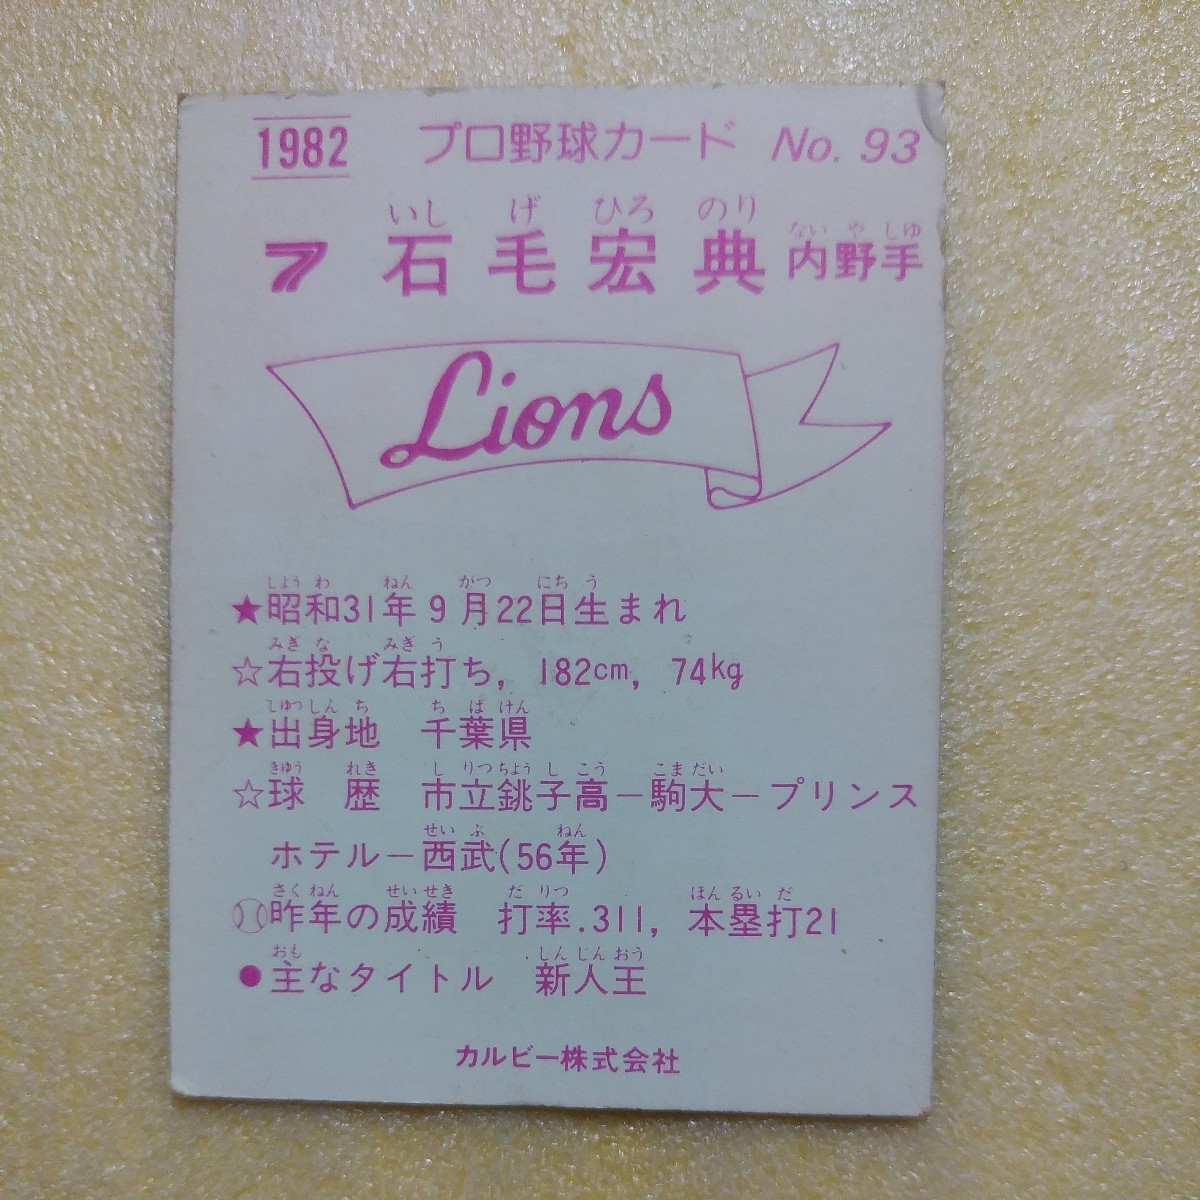 1982 プロ野球カード No. 93
いし げ ひろ のり ない や しゆ
7 石毛宏典 内野手
Lions
しよう わ ねん がつ にち う
★昭和31年9月22日生まれ
みぎ な みぎ う
☆右投げ右打ち, 182cm, 74kg
しゆつ しん ち ち ば けん
★出身地 千葉県
きゆう れき し りつ ちよう し こう こま だい
☆球 歴 市立銚子高－駒大－プリンス
せい ぶ ねん
ホテル－西武(56年)
さく ねん せい せき だ りつ ほん るい だ
昨年の成績 打率.311, 本塁打21
おも しん じん おう
●主なタイトル 新人王
カルビー株式会社